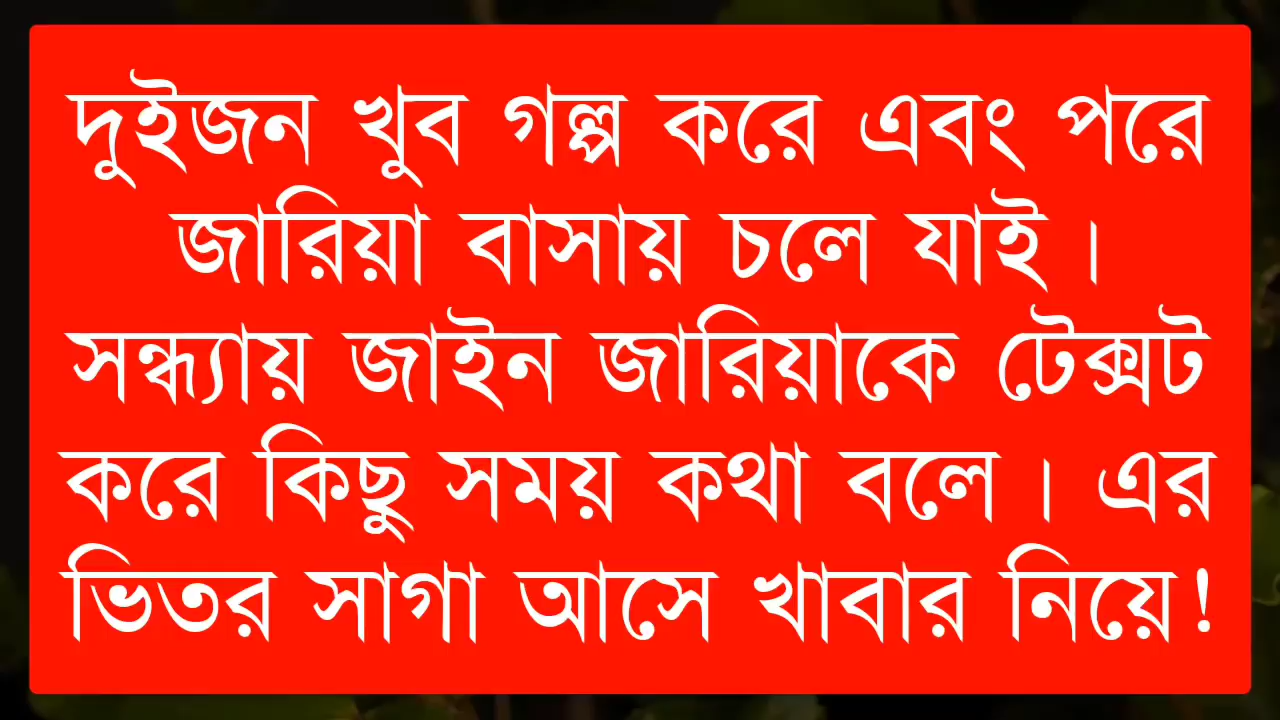 দুইজন খুব গল্প করে এবং পরে
জারিয়া বাসায় চলে যাই।
সন্ধ্যায় জাইন জারিয়াকে টেক্সট
করে কিছু সময় কথা বলে। এর
ভিতর সাগা আসে খাবার নিয়ে!